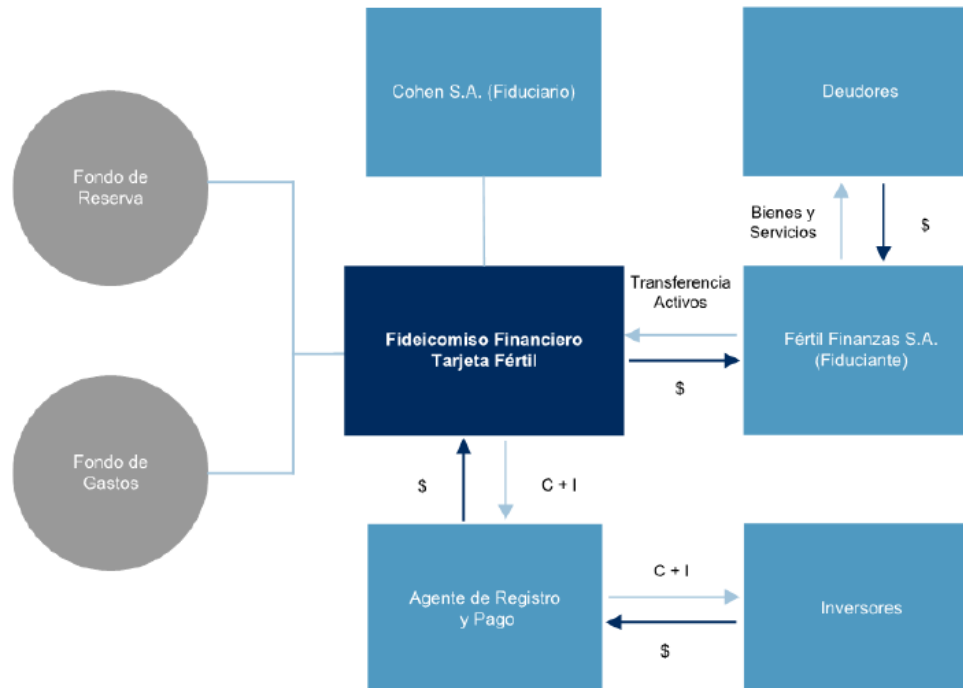 Cohen S.A. (Fiduciario)
Deudores
Fondo de
Reserva
Bienes y
Servicios
$
Transferencia
Activos
Fideicomiso Financiero
Tarjeta Fértil
Fértil Finanzas S.A.
(Fiduciante)
$
Fondo de
Gastos
$
C + I
C + I
Agente de Registro
y Pago
Inversores
$